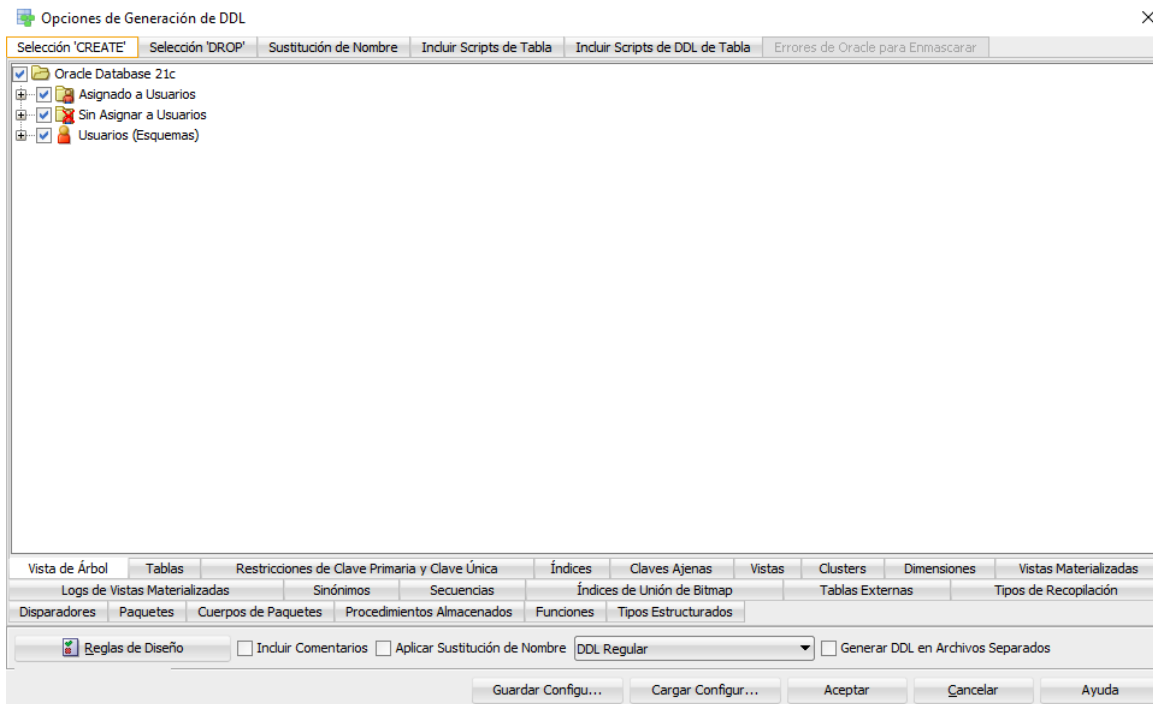 Opciones de Generación de DDL
Selección 'CREATE' Selección 'DROP' Sustitución de Nombre Incluir Scripts de Tabla Incluir Scripts de DDL de Tabla Errores de Oracle para Enmascarar
Oracle Database 21c
Asignado a Usuarios
Sin Asignar a Usuarios
Usuarios (Esquemas)
Vista de Árbol Tablas Restricciones de Clave Primaria y Clave Única Índices Claves Ajenas Vistas Clusters Dimensiones Vistas Materializadas
Logs de Vistas Materializadas Sinónimos Secuencias Índices de Unión de Bitmap Tablas Externas Tipos de Recopilación
Disparadores Paquetes Cuerpos de Paquetes Procedimientos Almacenados Funciones Tipos Estructurados
Reglas de Diseño Incluir Comentarios Aplicar Sustitución de Nombre DDL Regular Generar DDL en Archivos Separados
Guardar Configu... Cargar Configur... Aceptar Cancelar Ayuda